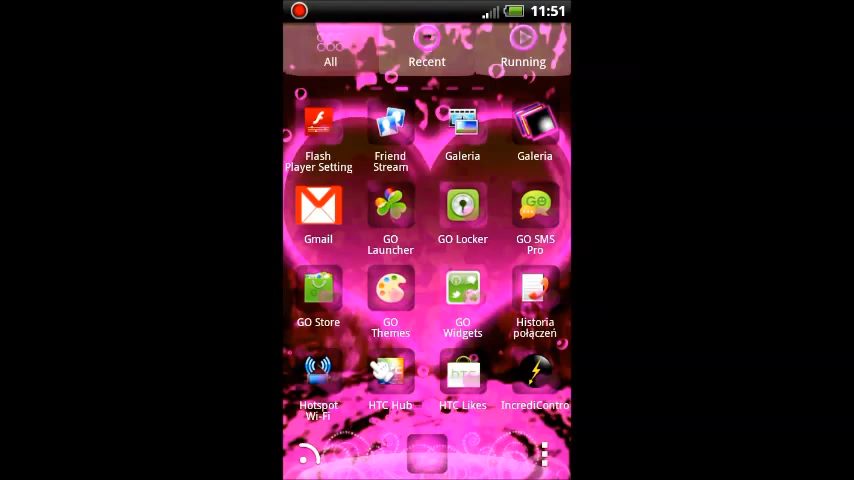 11:51
All Recent Running
Flash Friend Galeria Galeria
Player Setting Stream
Gmail GO GO Locker GO SMS
Launcher Pro
GO Store GO GO Historia
Themes Widgets połączeń
Hotspot HTC Hub HTC Likes IncrediContro
Wi-Fi